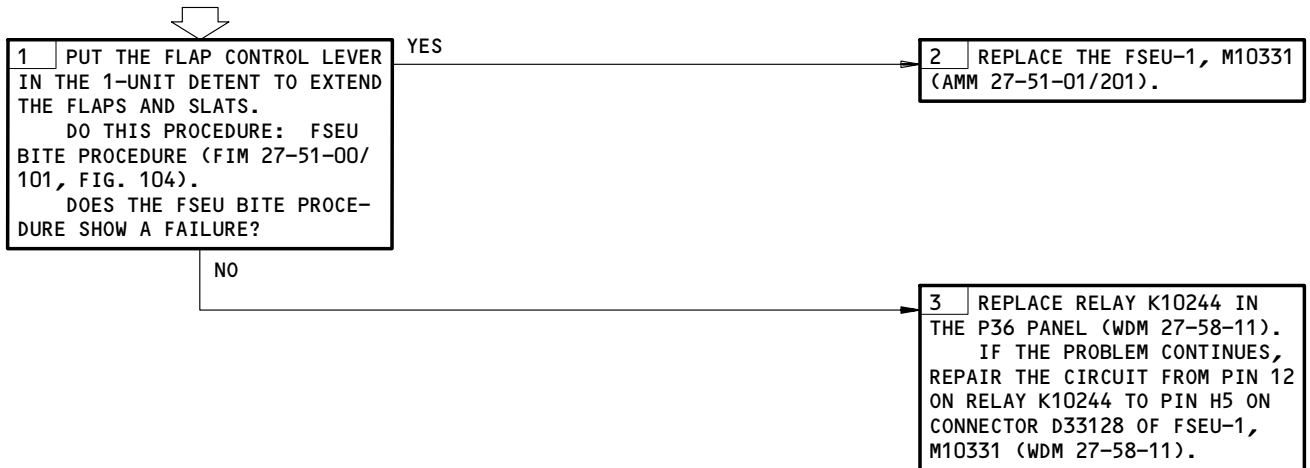 1 PUT THE FLAP CONTROL LEVER
IN THE 1-UNIT DETENT TO EXTEND
THE FLAPS AND SLATS.
DO THIS PROCEDURE: FSEU
BITE PROCEDURE (FIM 27-51-00/
101, FIG. 104).
DOES THE FSEU BITE PROCE-
DURE SHOW A FAILURE?
YES
2 REPLACE THE FSEU-1, M10331
(AMM 27-51-01/201).
NO
3 REPLACE RELAY K10244 IN
THE P36 PANEL (WDM 27-58-11).
IF THE PROBLEM CONTINUES,
REPAIR THE CIRCUIT FROM PIN 12
ON RELAY K10244 TO PIN H5 ON
CONNECTOR D33128 OF FSEU-1,
M10331 (WDM 27-58-11).